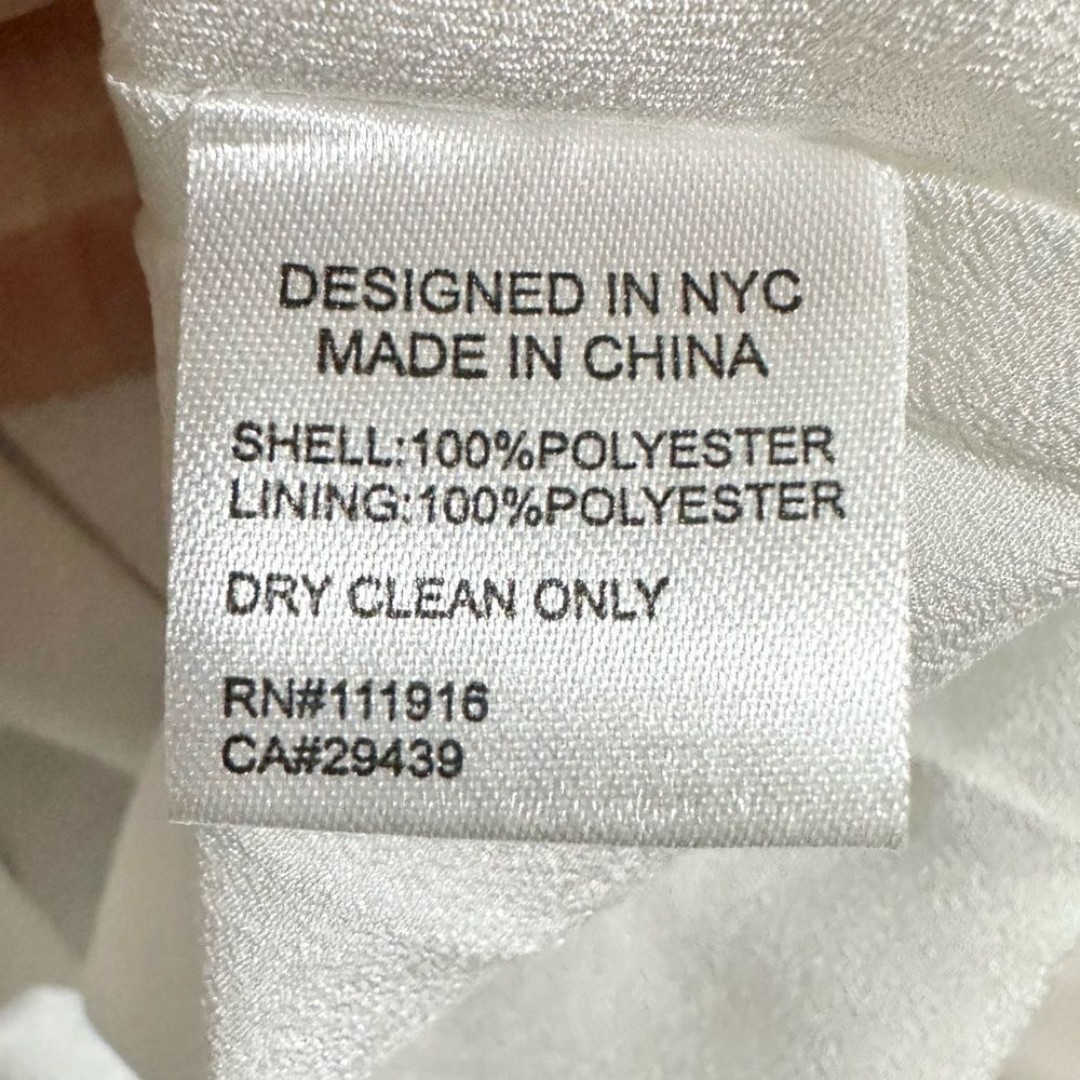 DESIGNED IN NYC
MADE IN CHINA
SHELL:100%POLYESTER
LINING:100%POLYESTER
DRY CLEAN ONLY
RN#111916
CA#29439